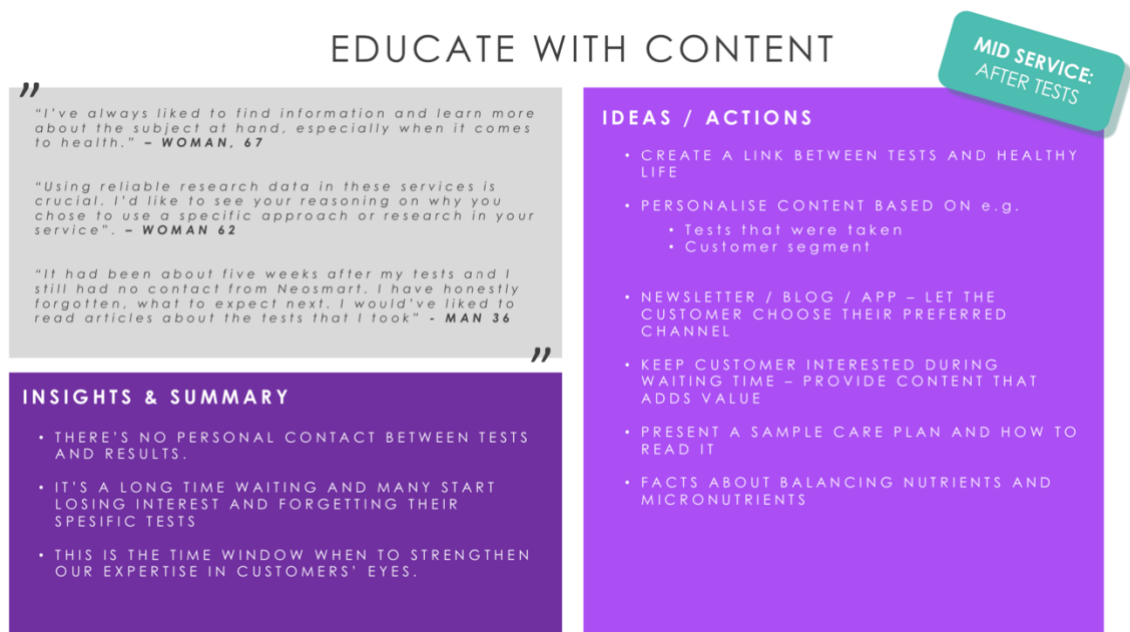 EDUCATE WITH CONTENT
MID SERVICE:
AFTER TESTS
”
“I’ve always liked to find information and learn more
about the subject at hand, especially when it comes
to health.” – WOMAN, 67
“Using reliable research data in these services is
crucial. I’d like to see your reasoning on why you
chose to use a specific approach or research in your
service”. – WOMAN 62
“It had been about five weeks after my tests and I
still had no contact from Neosmart. I have honestly
forgotten, what to expect next. I would’ve liked to
read articles about the tests that I took” - MAN 36
”
INSIGHTS & SUMMARY
• THERE’S NO PERSONAL CONTACT BETWEEN TESTS
AND RESULTS.
• IT’S A LONG TIME WAITING AND MANY START
LOSING INTEREST AND FORGETTING THEIR
SPESIFIC TESTS
• THIS IS THE TIME WINDOW WHEN TO STRENGTHEN
OUR EXPERTISE IN CUSTOMERS’ EYES.
IDEAS / ACTIONS
• CREATE A LINK BETWEEN TESTS AND HEALTHY
LIFE
• PERSONALISE CONTENT BASED ON e.g.
• Tests that were taken
• Customer segment
• NEWSLETTER / BLOG / APP – LET THE
CUSTOMER CHOOSE THEIR PREFERRED
CHANNEL
• KEEP CUSTOMER INTERESTED DURING
WAITING TIME – PROVIDE CONTENT THAT
ADDS VALUE
• PRESENT A SAMPLE CARE PLAN AND HOW TO
READ IT
• FACTS ABOUT BALANCING NUTRIENTS AND
MICRONUTRIENTS